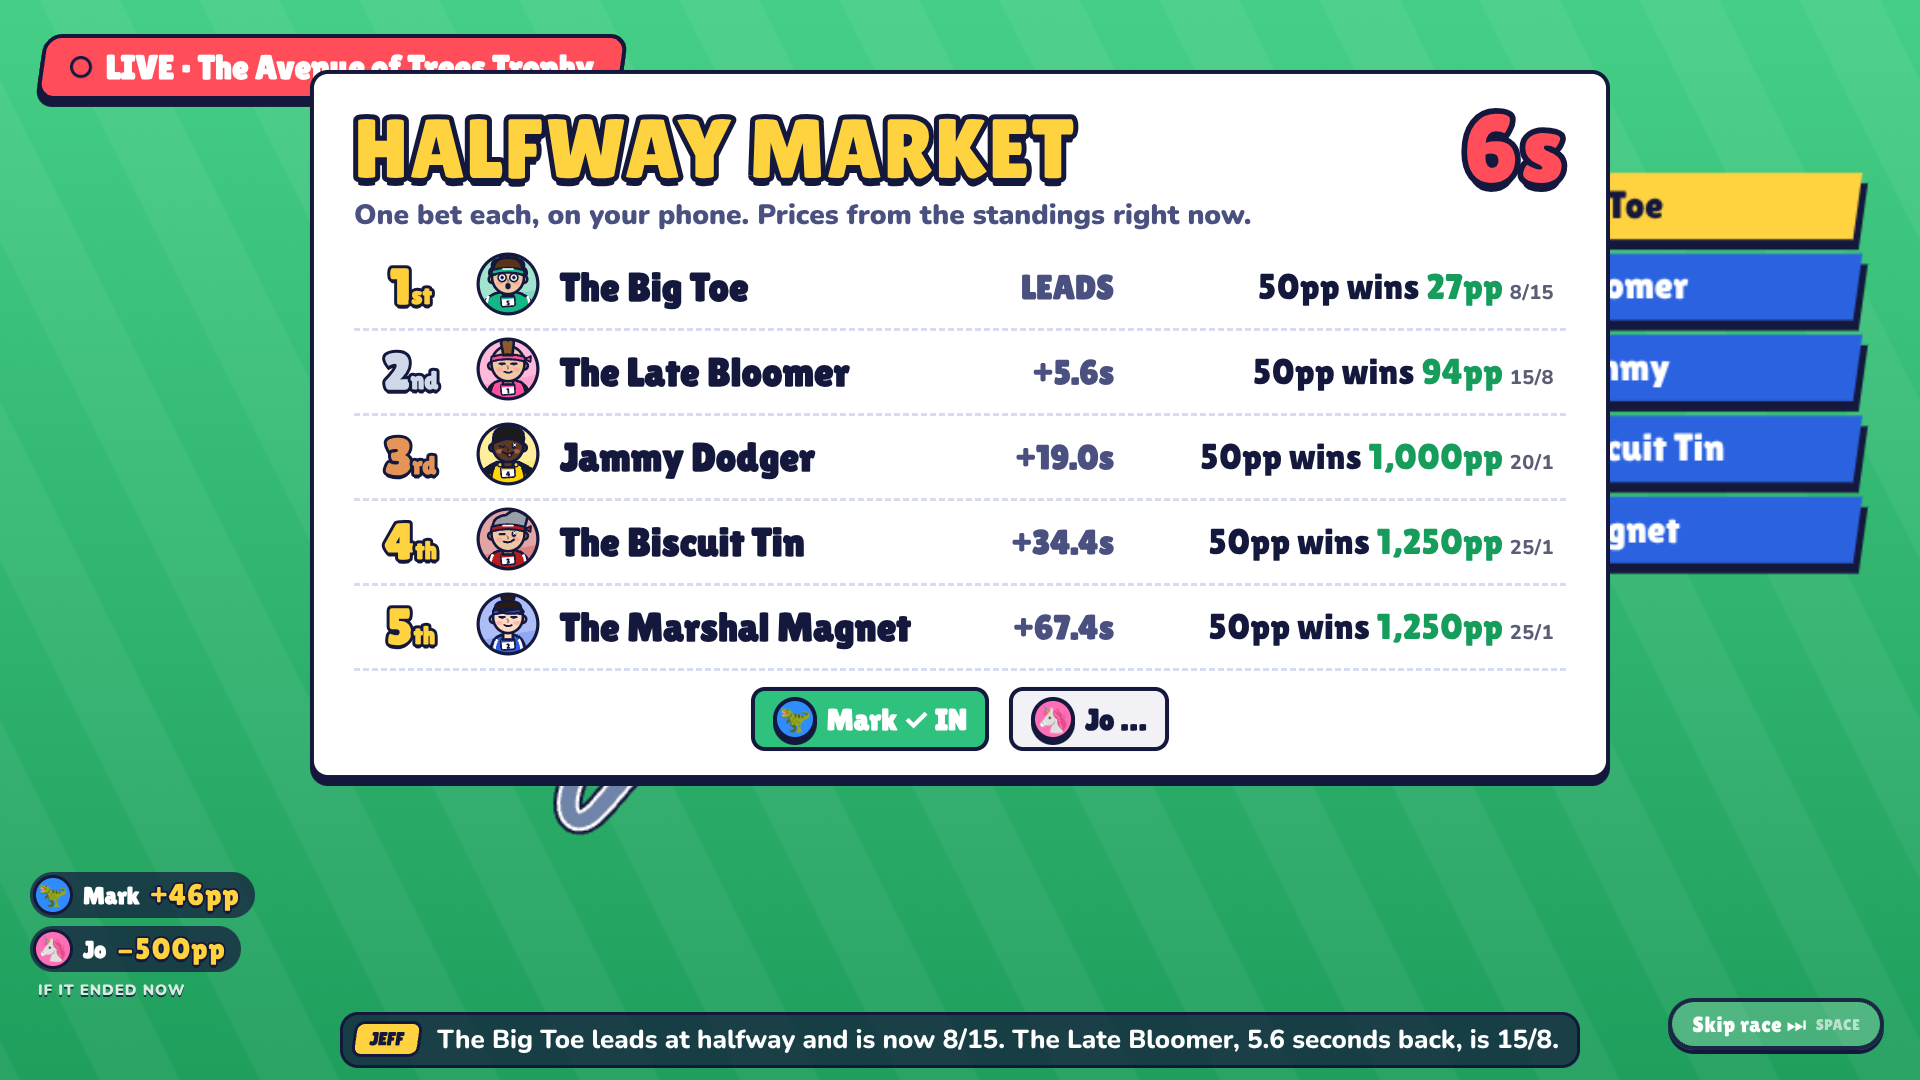 LIVE · The Avenue of Trees Trophy
HALFWAY MARKET
6s
One bet each, on your phone. Prices from the standings right now.
1st The Big Toe LEADS 50pp wins 27pp 8/15
2nd The Late Bloomer +5.6s 50pp wins 94pp 15/8
3rd Jammy Dodger +19.0s 50pp wins 1,000pp 20/1
4th The Biscuit Tin +34.4s 50pp wins 1,250pp 25/1
5th The Marshal Magnet +67.4s 50pp wins 1,250pp 25/1
Mark ✓ IN
Jo ...
Toe
omer
nmy
cuit Tin
gnet
Mark +46pp
Jo −500pp
IF IT ENDED NOW
JEFF The Big Toe leads at halfway and is now 8/15. The Late Bloomer, 5.6 seconds back, is 15/8.
Skip race ⏭ SPACE